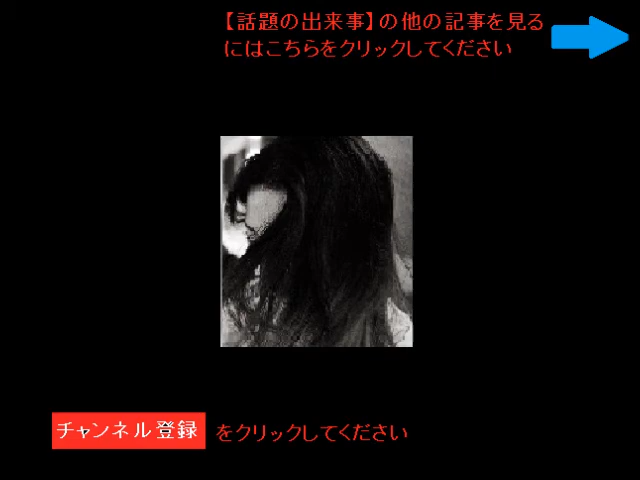 【話題の出来事】の他の記事を見る
にはこちらをクリックしてください
チャンネル登録 をクリックしてください